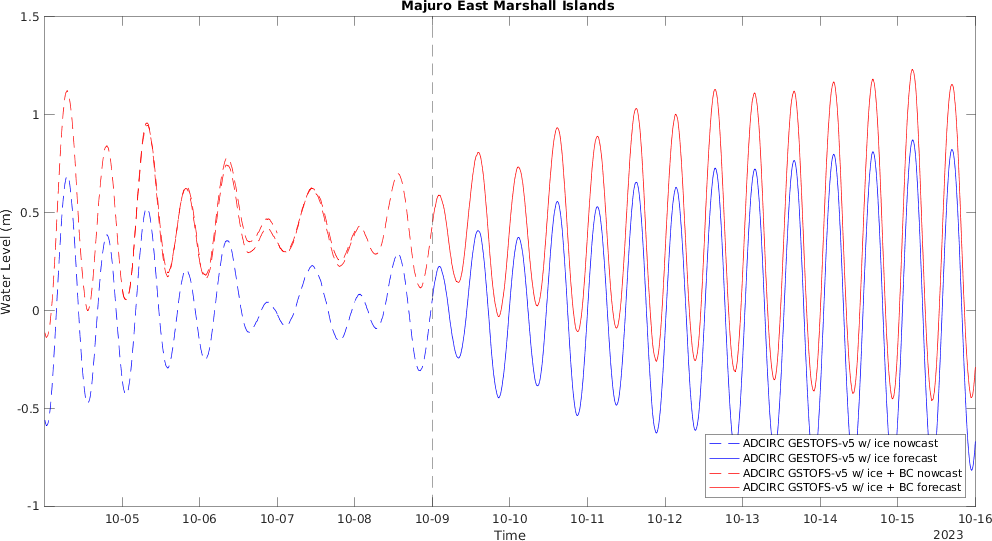 Majuro East Marshall Islands
Water Level (m)
1.5
1
0.5
0
-0.5
-1
ADCIRC GESTOFS-v5 w/ ice nowcast
ADCIRC GESTOFS-v5 w/ ice forecast
ADCIRC GSTOFS-v5 w/ ice + BC nowcast
ADCIRC GSTOFS-v5 w/ ice + BC forecast
10-05 10-06 10-07 10-08 10-09 10-10 10-11 10-12 10-13 10-14 10-15 10-16
Time
2023